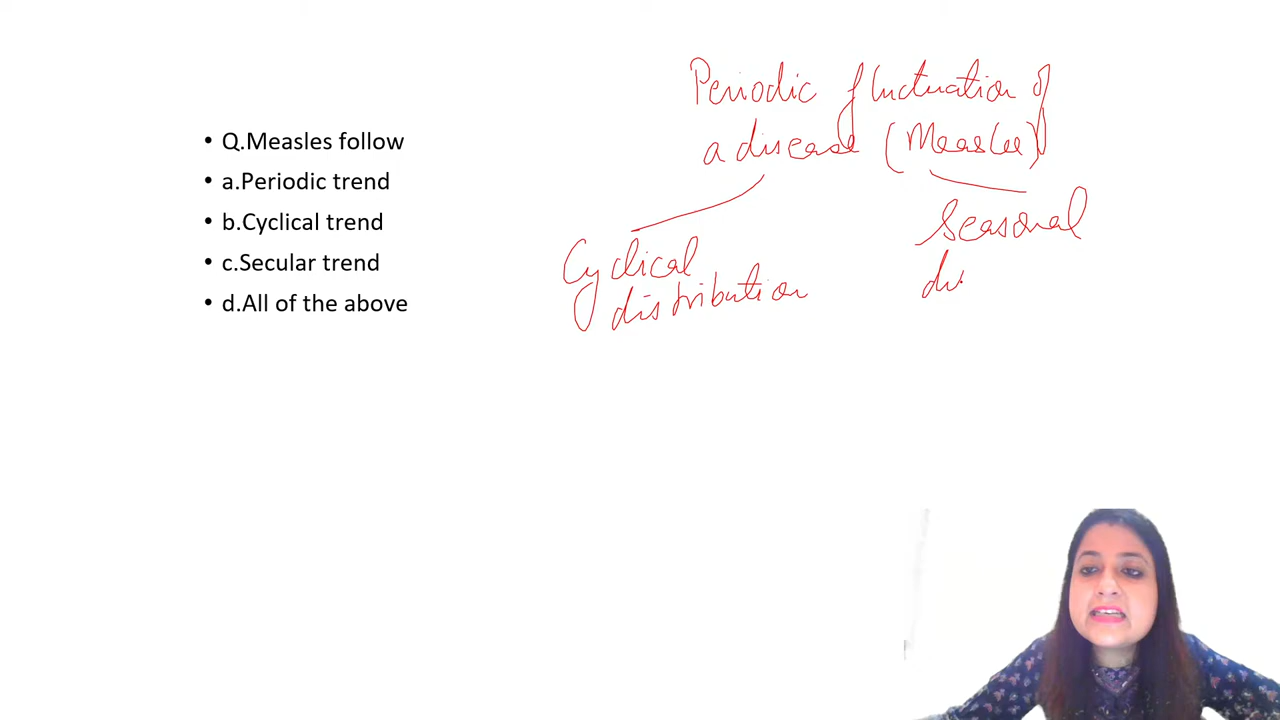 • Q.Measles follow
• a.Periodic trend
• b.Cyclical trend
• c.Secular trend
• d.All of the above
Periodic fluctuation of
a disease (Measles)
Cyclical
distribution
Seasonal